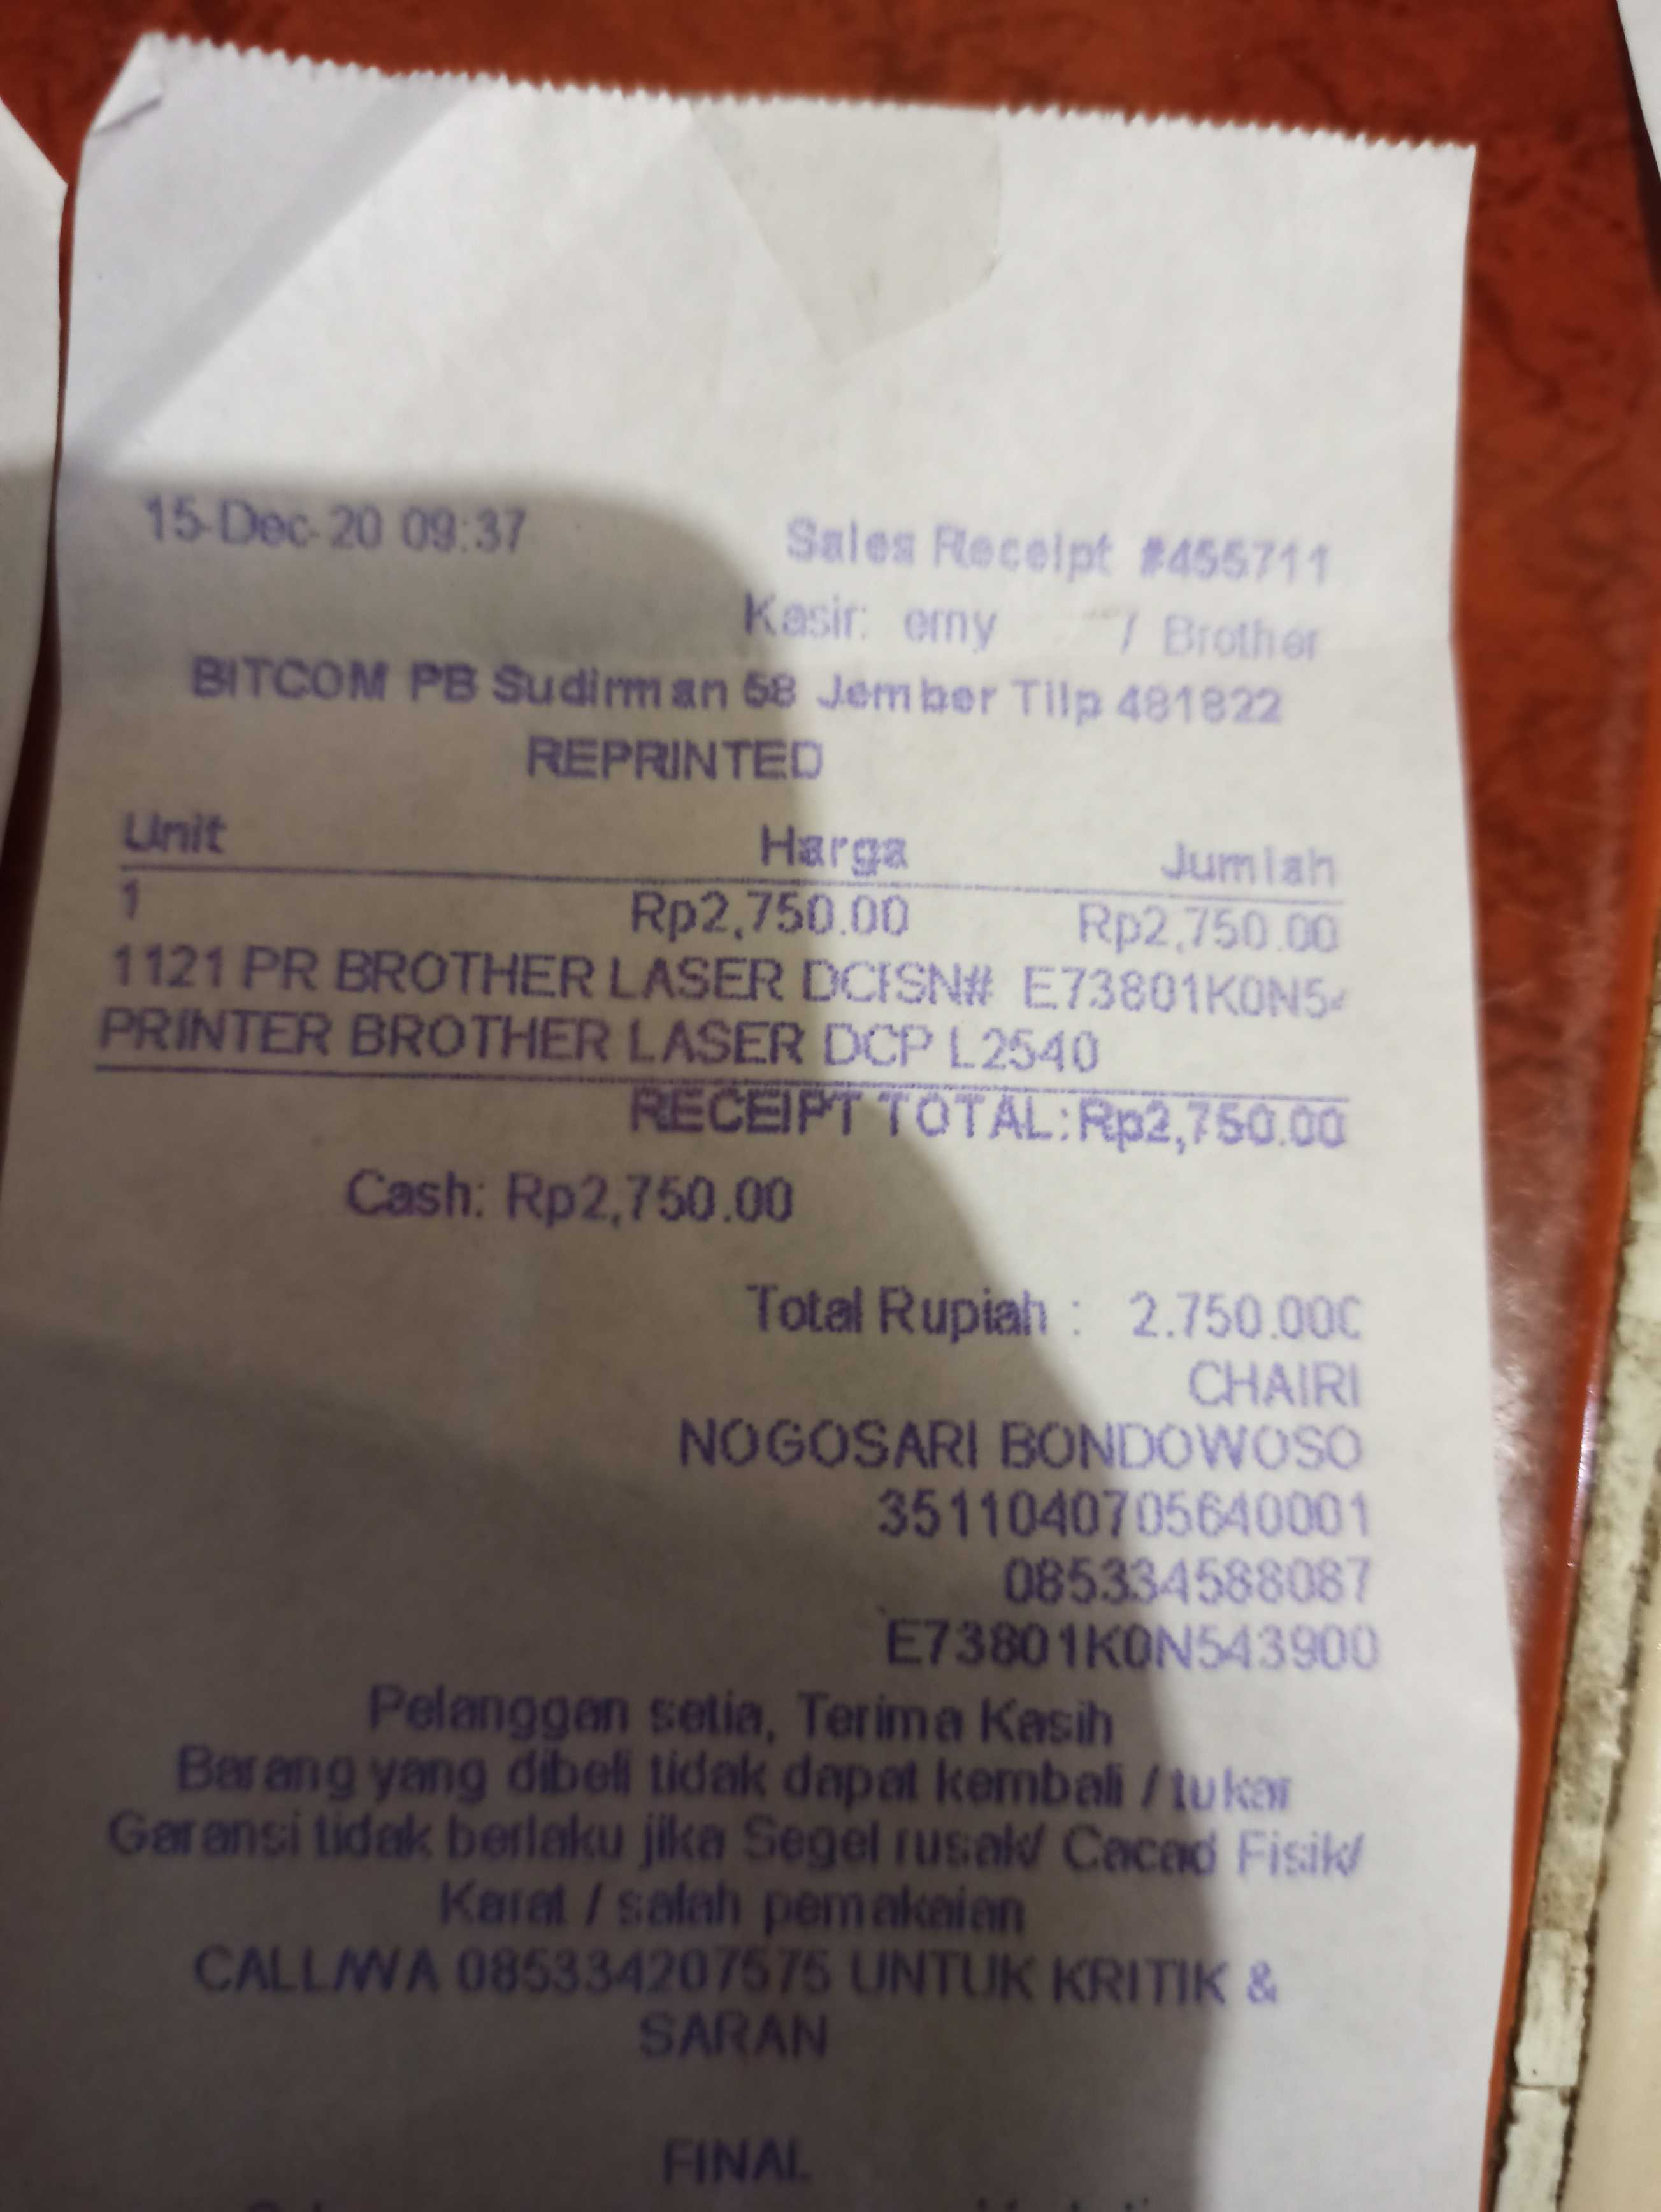 15-Dec-20 09:37 Sales Receipt #455711
Kasir: erny / Brother
BITCOM PB Sudirman 58 Jember Tilp 481822
REPRINTED
Unit Harga Jumlah
1 Rp2,750.00 Rp2,750.00
1121 PR BROTHER LASER DCISN# E73801K0N54
PRINTER BROTHER LASER DCP L2540
RECEIPT TOTAL: Rp2,750.00
Cash: Rp2,750.00
Total Rupiah : 2.750.000
CHAIRI
NOGOSARI BONDOWOSO
3511040705640001
085334588087
E73801K0N543900
Pelanggan setia, Terima Kasih
Barang yang dibeli tidak dapat kembali / tukar
Garansi tidak berlaku jika Segel rusak/ Cacad Fisik/
Karat / salah pemakaian
CALL/WA 085334207575 UNTUK KRITIK &
SARAN
FINAL